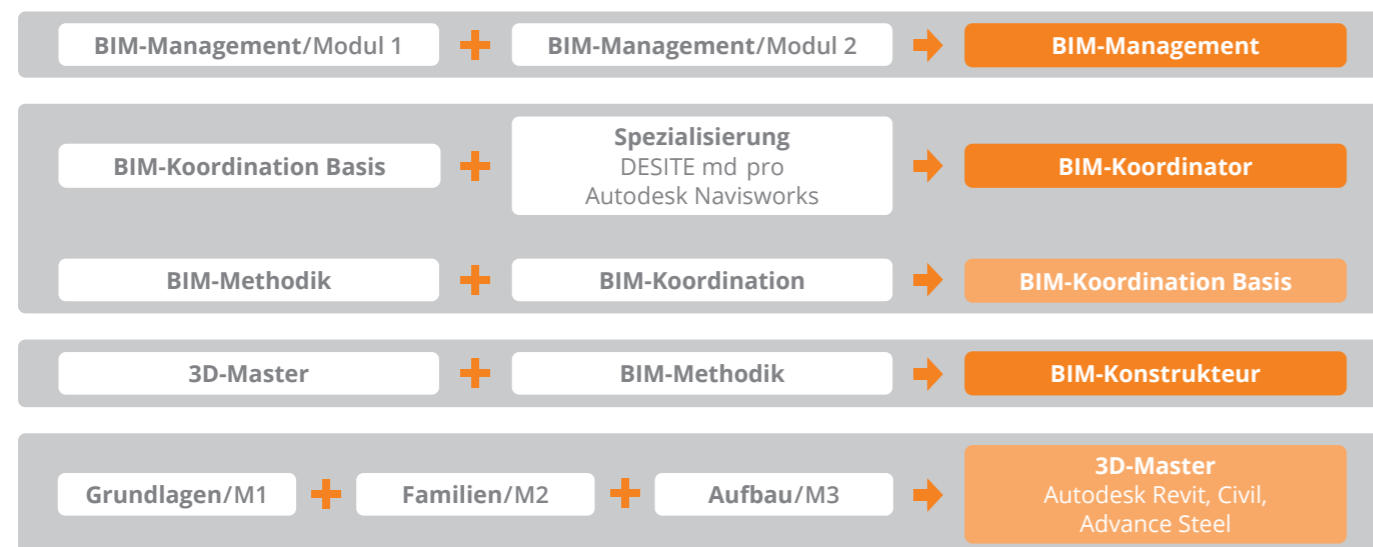 BIM-Management/Modul 1 + BIM-Management/Modul 2 BIM-Management
BIM-Koordination Basis + Spezialisierung
DESITE md pro
Autodesk Navisworks
BIM-Koordinator
BIM-Methodik + BIM-Koordination BIM-Koordination Basis
3D-Master + BIM-Methodik BIM-Konstrukteur
Grundlagen/M1 + Familien/M2 + Aufbau/M3
3D-Master
Autodesk Revit, Civil,
Advance Steel